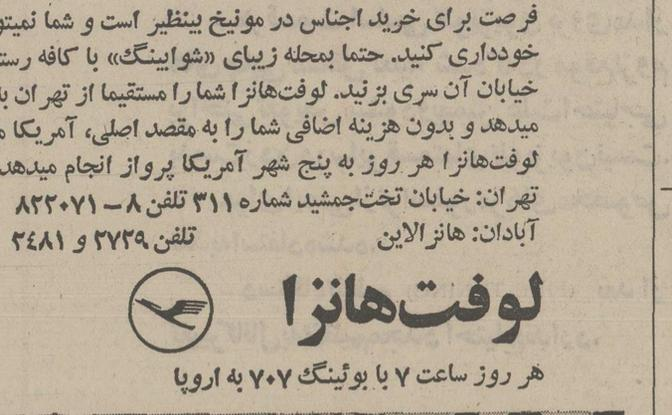 فرصت برای خرید اجناس در مونیخ بینظیر است و شما
خودداری کنید. حتما بمحله زیبای «شوابینگ» با کافه
خیابان آن سری بزنید. لوفت‌هانزا شما را مستقیما از تهران
میدهد و بدون هزینه اضافی شما را به مقصد اصلی، آمریکا
لوفت‌هانزا هر روز به پنج شهر آمریکا پرواز انجام میدهد
تهران: خیابان تخت‌جمشید شماره ۳۱۱ تلفن ۸-۸۲۲۰۷۱
آبادان: هانزالاین تلفن ۲۷۲۹ و ۲۴۸۱
لوفت‌هانزا
هر روز ساعت ۷ با بوئینگ ۷۰۷ به اروپا